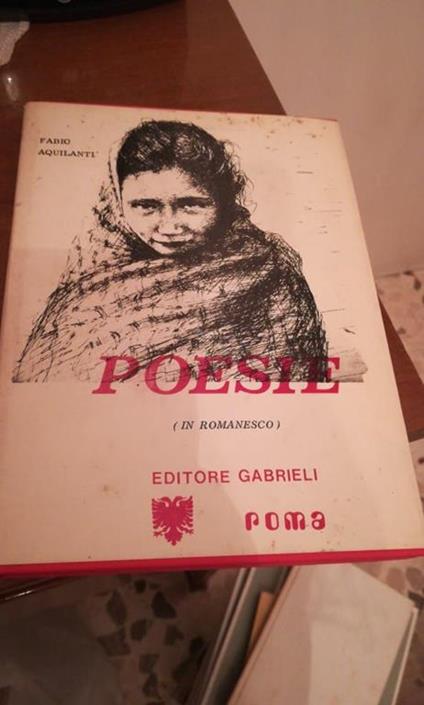 FABIO
AQUILANTI
POESIE
( IN ROMANESCO )
EDITORE GABRIELI
roma